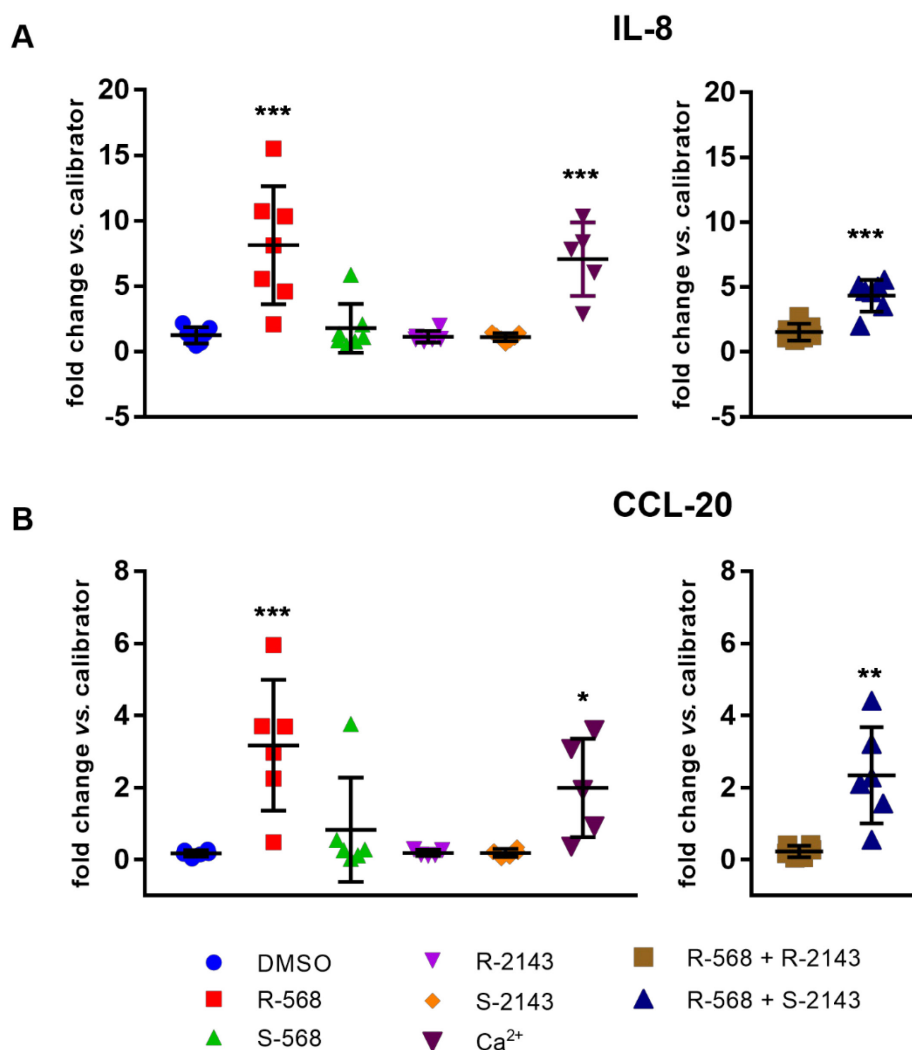 A
IL-8
fold change vs. calibrator
20
15
10
5
0
-5
***
***
fold change vs. calibrator
20
15
10
5
0
-5
***
B
CCL-20
fold change vs. calibrator
8
6
4
2
0
***
*
fold change vs. calibrator
8
6
4
2
0
**
DMSO
R-568
S-568
R-2143
S-2143
Ca²⁺
R-568 + R-2143
R-568 + S-2143